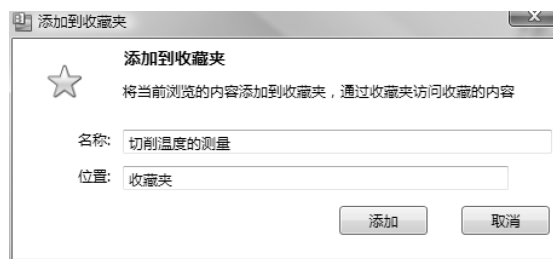 添加到收藏夹
添加到收藏夹
将当前浏览的内容添加到收藏夹，通过收藏夹访问收藏的内容
名称: 切削温度的测量
位置: 收藏夹
添加 取消